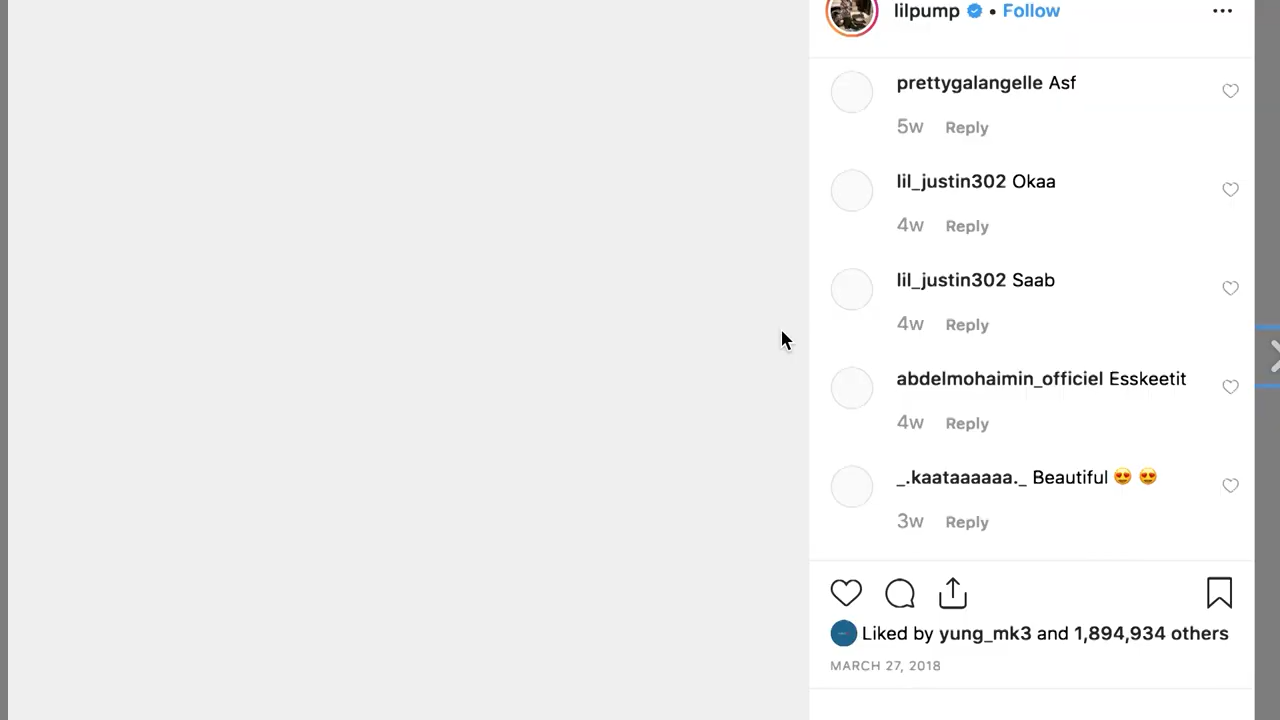 lilpump • Follow
prettygalangelle Asf
5w Reply
lil_justin302 Okaa
4w Reply
lil_justin302 Saab
4w Reply
abdelmohaimin_officiel Esskeetit
4w Reply
_.kaataaaaaa._ Beautiful 😍 😍
3w Reply
Liked by yung_mk3 and 1,894,934 others
MARCH 27, 2018